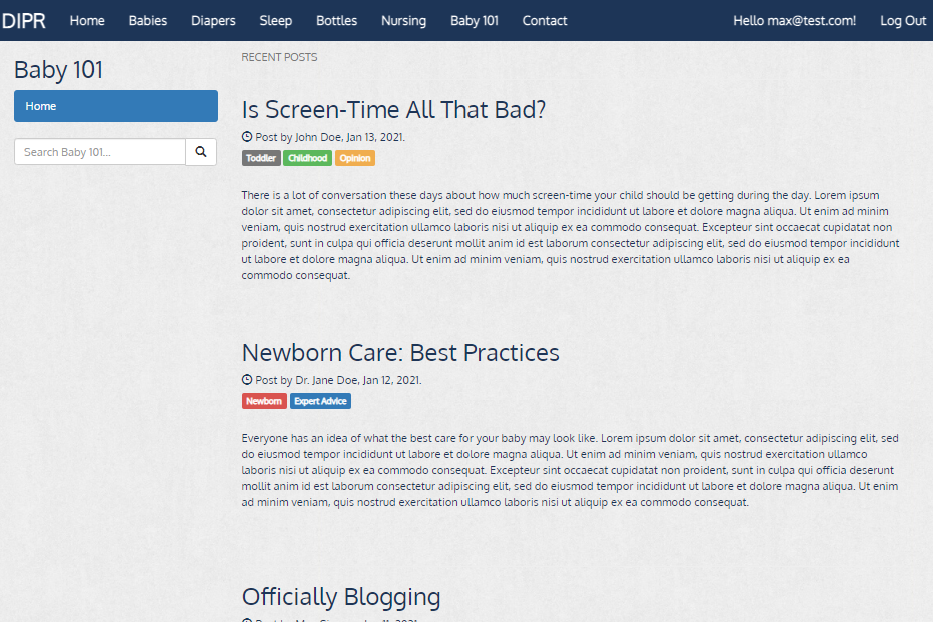 DIPR Home Babies Diapers Sleep Bottles Nursing Baby 101 Contact Hello max@test.com! Log Out
Baby 101
Home
Search Baby 101...
RECENT POSTS
Is Screen-Time All That Bad?
Post by John Doe, Jan 13, 2021.
Toddler Childhood Opinion
There is a lot of conversation these days about how much screen-time your child should be getting during the day. Lorem ipsum
dolor sit amet, consectetur adipiscing elit, sed do eiusmod tempor incididunt ut labore et dolore magna aliqua. Ut enim ad minim
veniam, quis nostrud exercitation ullamco laboris nisi ut aliquip ex ea commodo consequat. Excepteur sint occaecat cupidatat non
proident, sunt in culpa qui officia deserunt mollit anim id est laborum consectetur adipiscing elit, sed do eiusmod tempor incididunt
ut labore et dolore magna aliqua. Ut enim ad minim veniam, quis nostrud exercitation ullamco laboris nisi ut aliquip ex ea
commodo consequat.
Newborn Care: Best Practices
Post by Dr. Jane Doe, Jan 12, 2021.
Newborn Expert Advice
Everyone has an idea of what the best care for your baby may look like. Lorem ipsum dolor sit amet, consectetur adipiscing elit, sed
do eiusmod tempor incididunt ut labore et dolore magna aliqua. Ut enim ad minim veniam, quis nostrud exercitation ullamco
laboris nisi ut aliquip ex ea commodo consequat. Excepteur sint occaecat cupidatat non proident, sunt in culpa qui officia deserunt
mollit anim id est laborum consectetur adipiscing elit, sed do eiusmod tempor incididunt ut labore et dolore magna aliqua. Ut enim
ad minim veniam, quis nostrud exercitation ullamco laboris nisi ut aliquip ex ea commodo consequat.
Officially Blogging